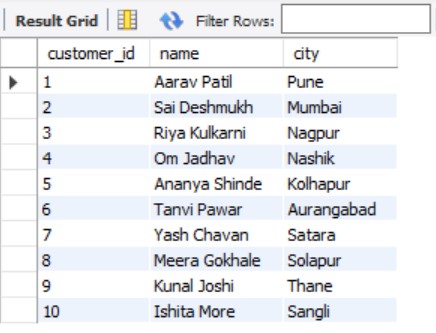 Result Grid Filter Rows:
customer_id name city
1 Aarav Patil Pune
2 Sai Deshmukh Mumbai
3 Riya Kulkarni Nagpur
4 Om Jadhav Nashik
5 Ananya Shinde Kolhapur
6 Tanvi Pawar Aurangabad
7 Yash Chavan Satara
8 Meera Gokhale Solapur
9 Kunal Joshi Thane
10 Ishita More Sangli